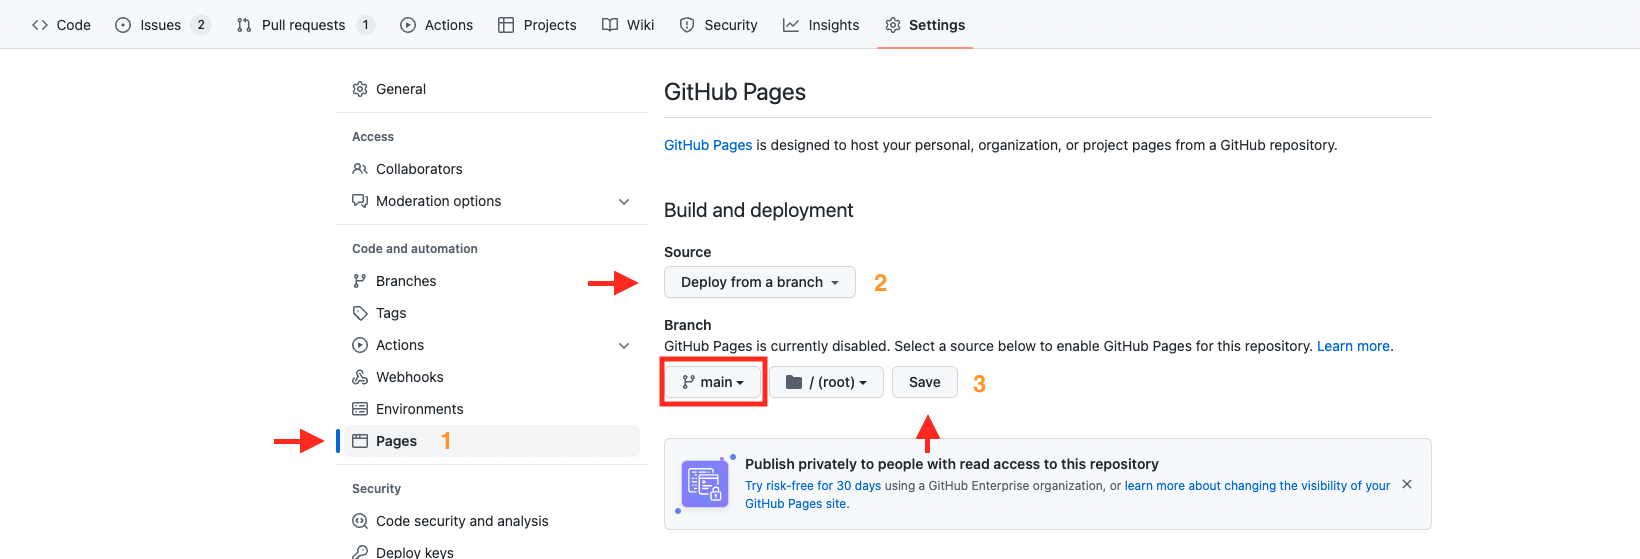 Code Issues 2 Pull requests 1 Actions Projects Wiki Security Insights Settings
General
Access
Collaborators
Moderation options
Code and automation
Branches
Tags
Actions
Webhooks
Environments
Pages 1
Security
Code security and analysis
Deploy keys
GitHub Pages
GitHub Pages is designed to host your personal, organization, or project pages from a GitHub repository.
Build and deployment
Source
Deploy from a branch 2
Branch
GitHub Pages is currently disabled. Select a source below to enable GitHub Pages for this repository. Learn more.
main / (root) Save 3
Publish privately to people with read access to this repository
Try risk-free for 30 days using a GitHub Enterprise organization, or learn more about changing the visibility of your
GitHub Pages site.